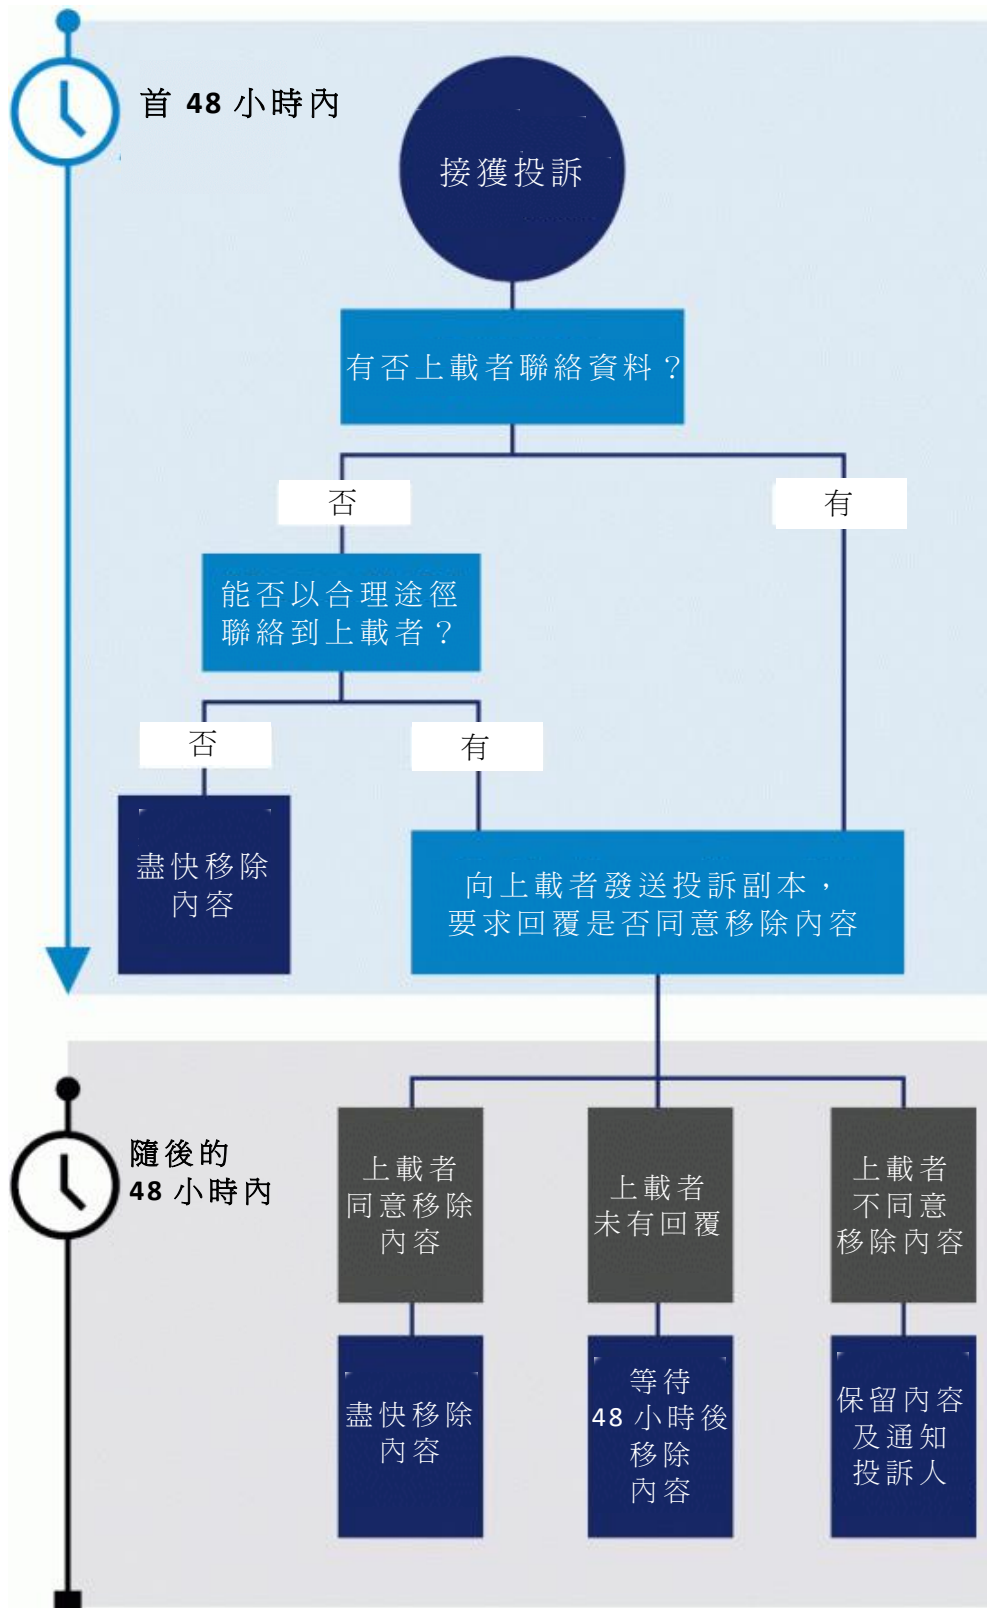 首 48 小時內
接獲投訴
有否上載者聯絡資料？
否
有
能否以合理途徑
聯絡到上載者？
否
有
盡快移除
內容
向上載者發送投訴副本，
要求回覆是否同意移除內容
隨後的
48 小時內
上載者
同意移除
內容
上載者
未有回覆
上載者
不同意
移除內容
盡快移除
內容
等待
48 小時後
移除
內容
保留內容
及通知
投訴人